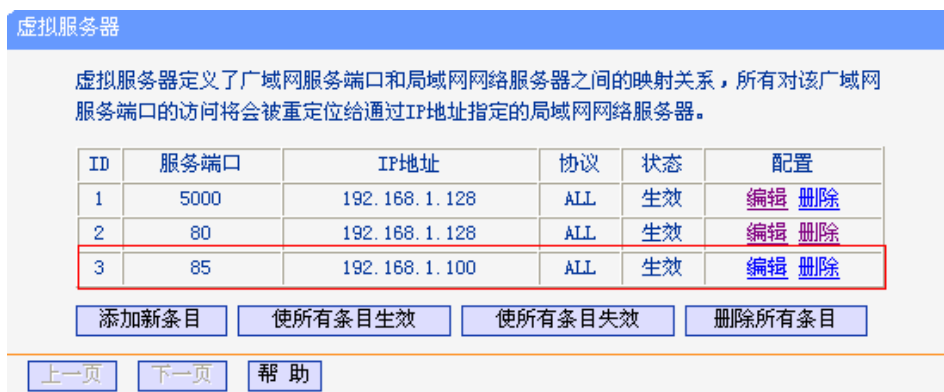 虚拟服务器
虚拟服务器定义了广域网服务端口和局域网网络服务器之间的映射关系，所有对该广域网
服务端口的访问将会被重定位给通过IP地址指定的局域网网络服务器。
ID 服务端口 IP地址 协议 状态 配置
1 5000 192.168.1.128 ALL 生效 编辑 删除
2 80 192.168.1.128 ALL 生效 编辑 删除
3 85 192.168.1.100 ALL 生效 编辑 删除
添加新条目 使所有条目生效 使所有条目失效 删除所有条目
上一页 下一页 帮 助